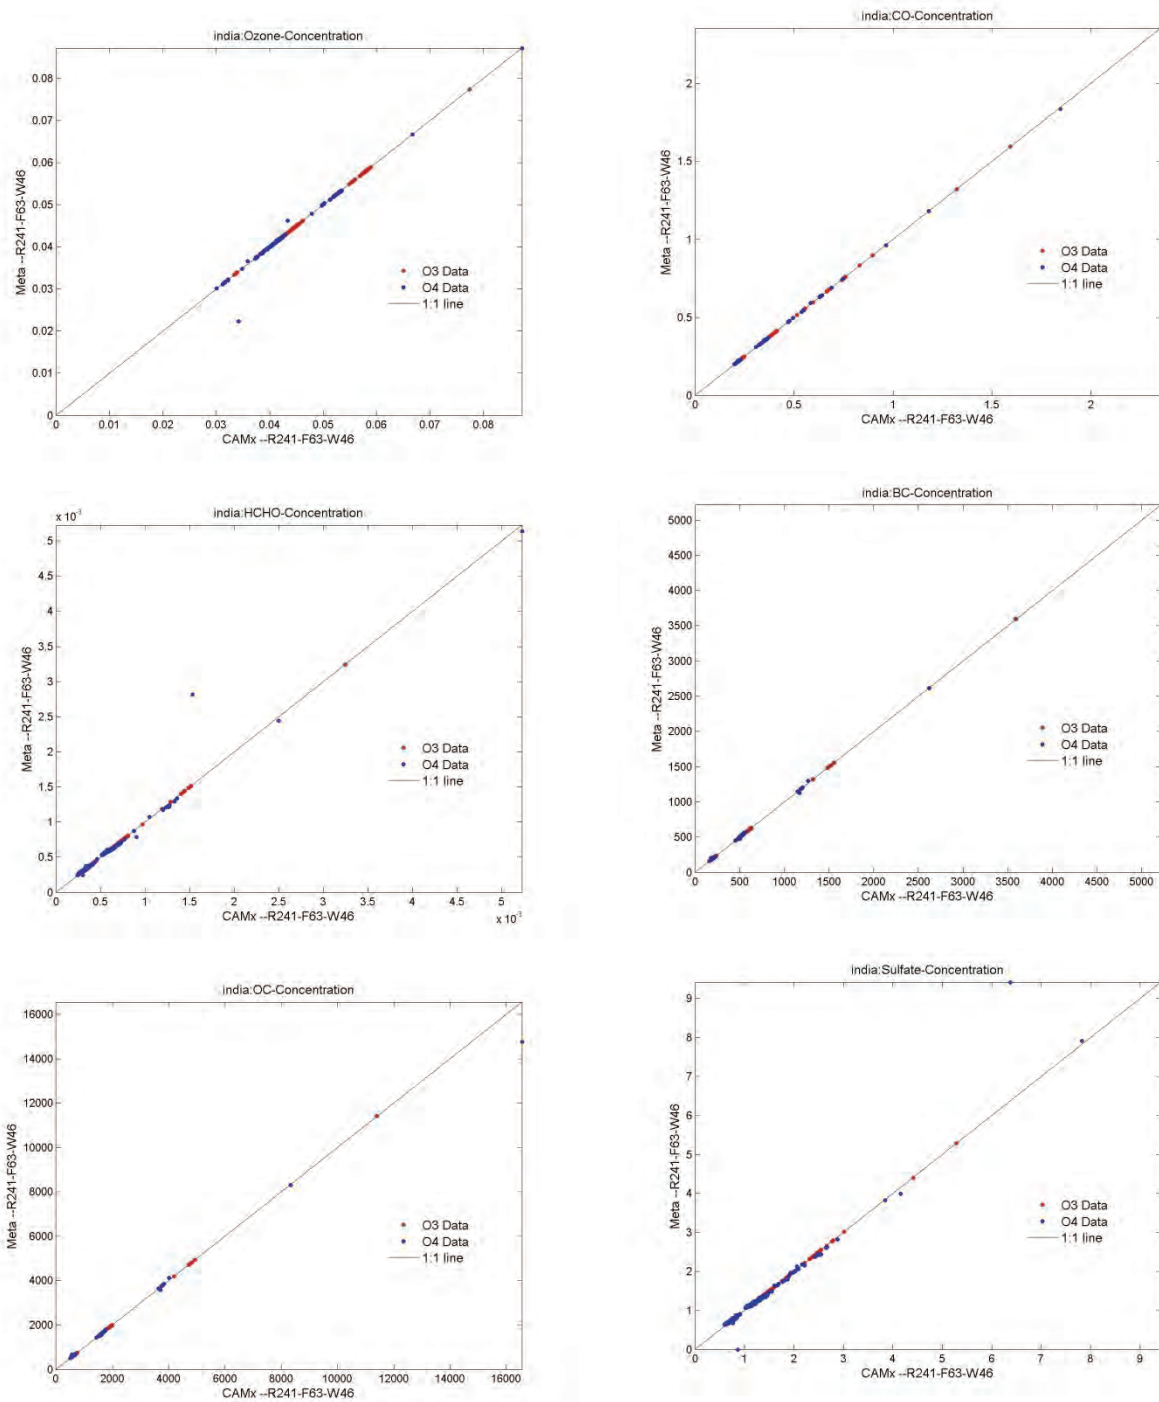 india:Ozone-Concentration
0.08
0.07
0.06
0.05
0.04
0.03
0.02
0.01
0
Meta --R241-F63-W46
O3 Data
O4 Data
1:1 line
0 0.01 0.02 0.03 0.04 0.05 0.06 0.07 0.08
CAMx --R241-F63-W46
india:CO-Concentration
2
1.5
1
0.5
0
Meta --R241-F63-W46
O3 Data
O4 Data
1:1 line
0 0.5 1 1.5 2
CAMx --R241-F63-W46
india:HCHO-Concentration
x 10-3
5
4.5
4
3.5
3
2.5
2
1.5
1
0.5
0
Meta --R241-F63-W46
O3 Data
O4 Data
1:1 line
0 0.5 1 1.5 2 2.5 3 3.5 4 4.5 5
CAMx --R241-F63-W46
x 10-3
india:BC-Concentration
5000
4500
4000
3500
3000
2500
2000
1500
1000
500
0
Meta --R241-F63-W46
O3 Data
O4 Data
1:1 line
0 500 1000 1500 2000 2500 3000 3500 4000 4500 5000
CAMx --R241-F63-W46
india:OC-Concentration
16000
14000
12000
10000
8000
6000
4000
2000
0
Meta --R241-F63-W46
O3 Data
O4 Data
1:1 line
0 2000 4000 6000 8000 10000 12000 14000 16000
CAMx --R241-F63-W46
india:Sulfate-Concentration
9
8
7
6
5
4
3
2
1
0
Meta --R241-F63-W46
O3 Data
O4 Data
1:1 line
0 1 2 3 4 5 6 7 8 9
CAMx --R241-F63-W46